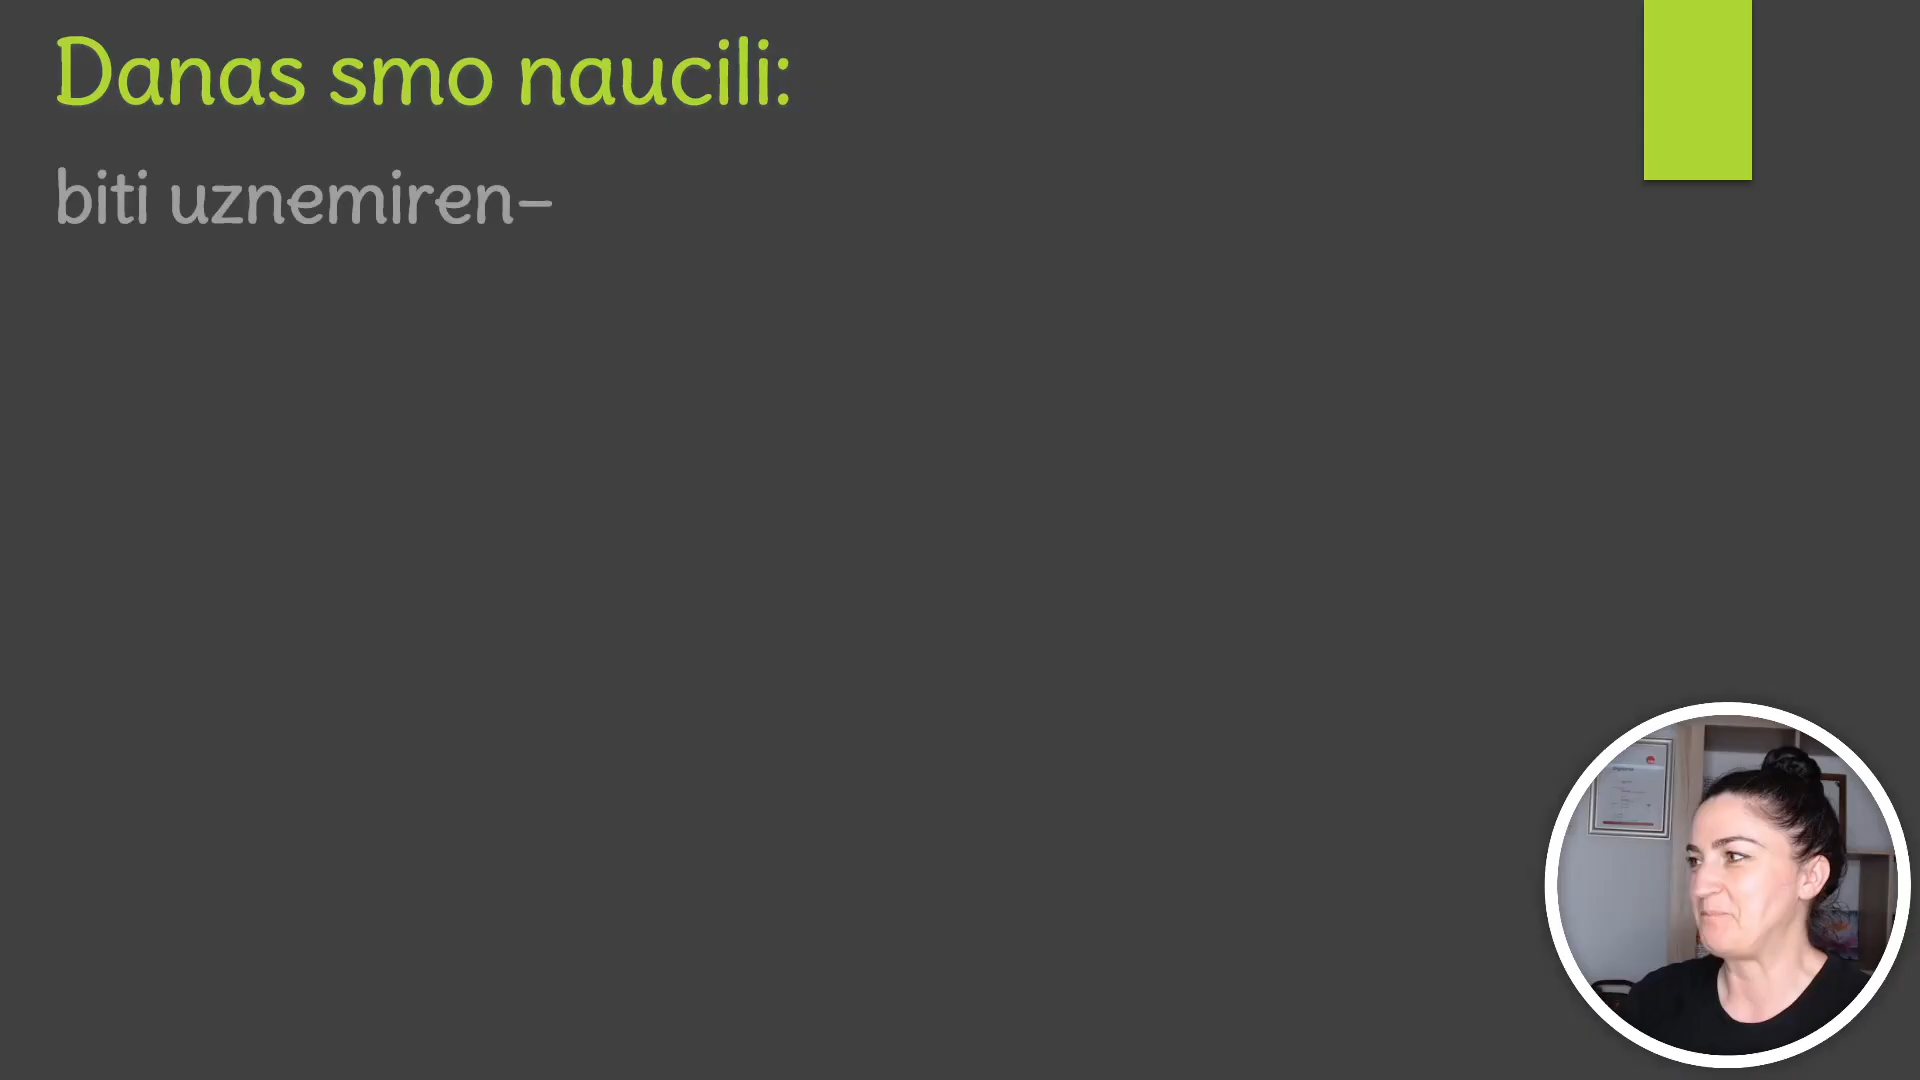 Danas smo naucili:
biti uznemiren–